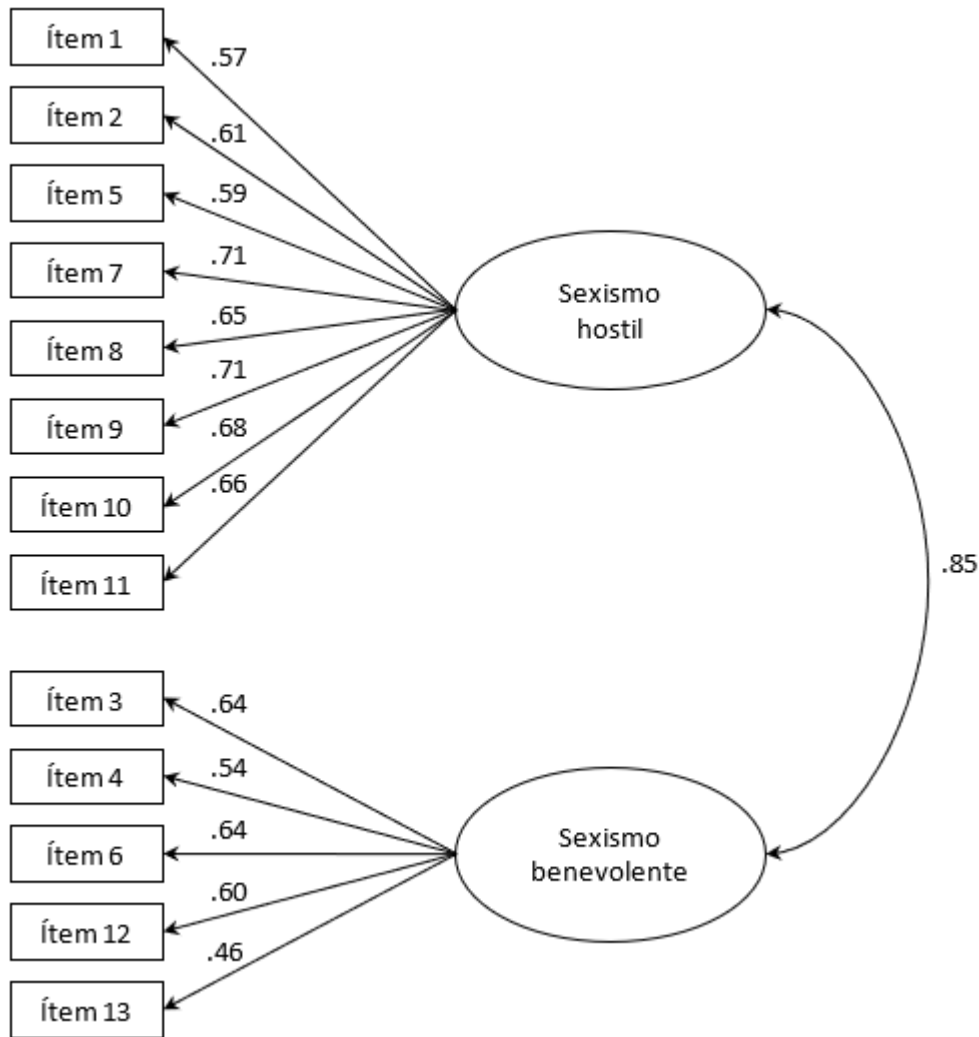 Ítem 1
.57
Ítem 2
.61
Ítem 5
.59
Ítem 7
.71
Ítem 8
.65
Ítem 9
.71
Ítem 10
.68
Ítem 11
.66
Sexismo
hostil
.85
Ítem 3
.64
Ítem 4
.54
Ítem 6
.64
Ítem 12
.60
Ítem 13
.46
Sexismo
benevolente